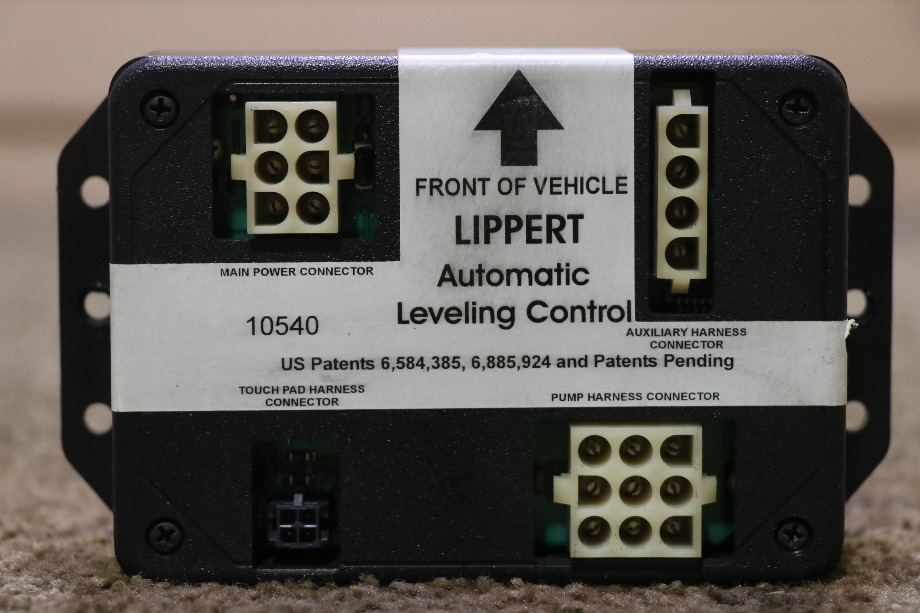 FRONT OF VEHICLE
LIPPERT
MAIN POWER CONNECTOR
Automatic
Leveling Control
10540
AUXILIARY HARNESS
CONNECTOR
US Patents 6,584,385, 6,885,924 and Patents Pending
TOUCH PAD HARNESS
CONNECTOR
PUMP HARNESS CONNECTOR